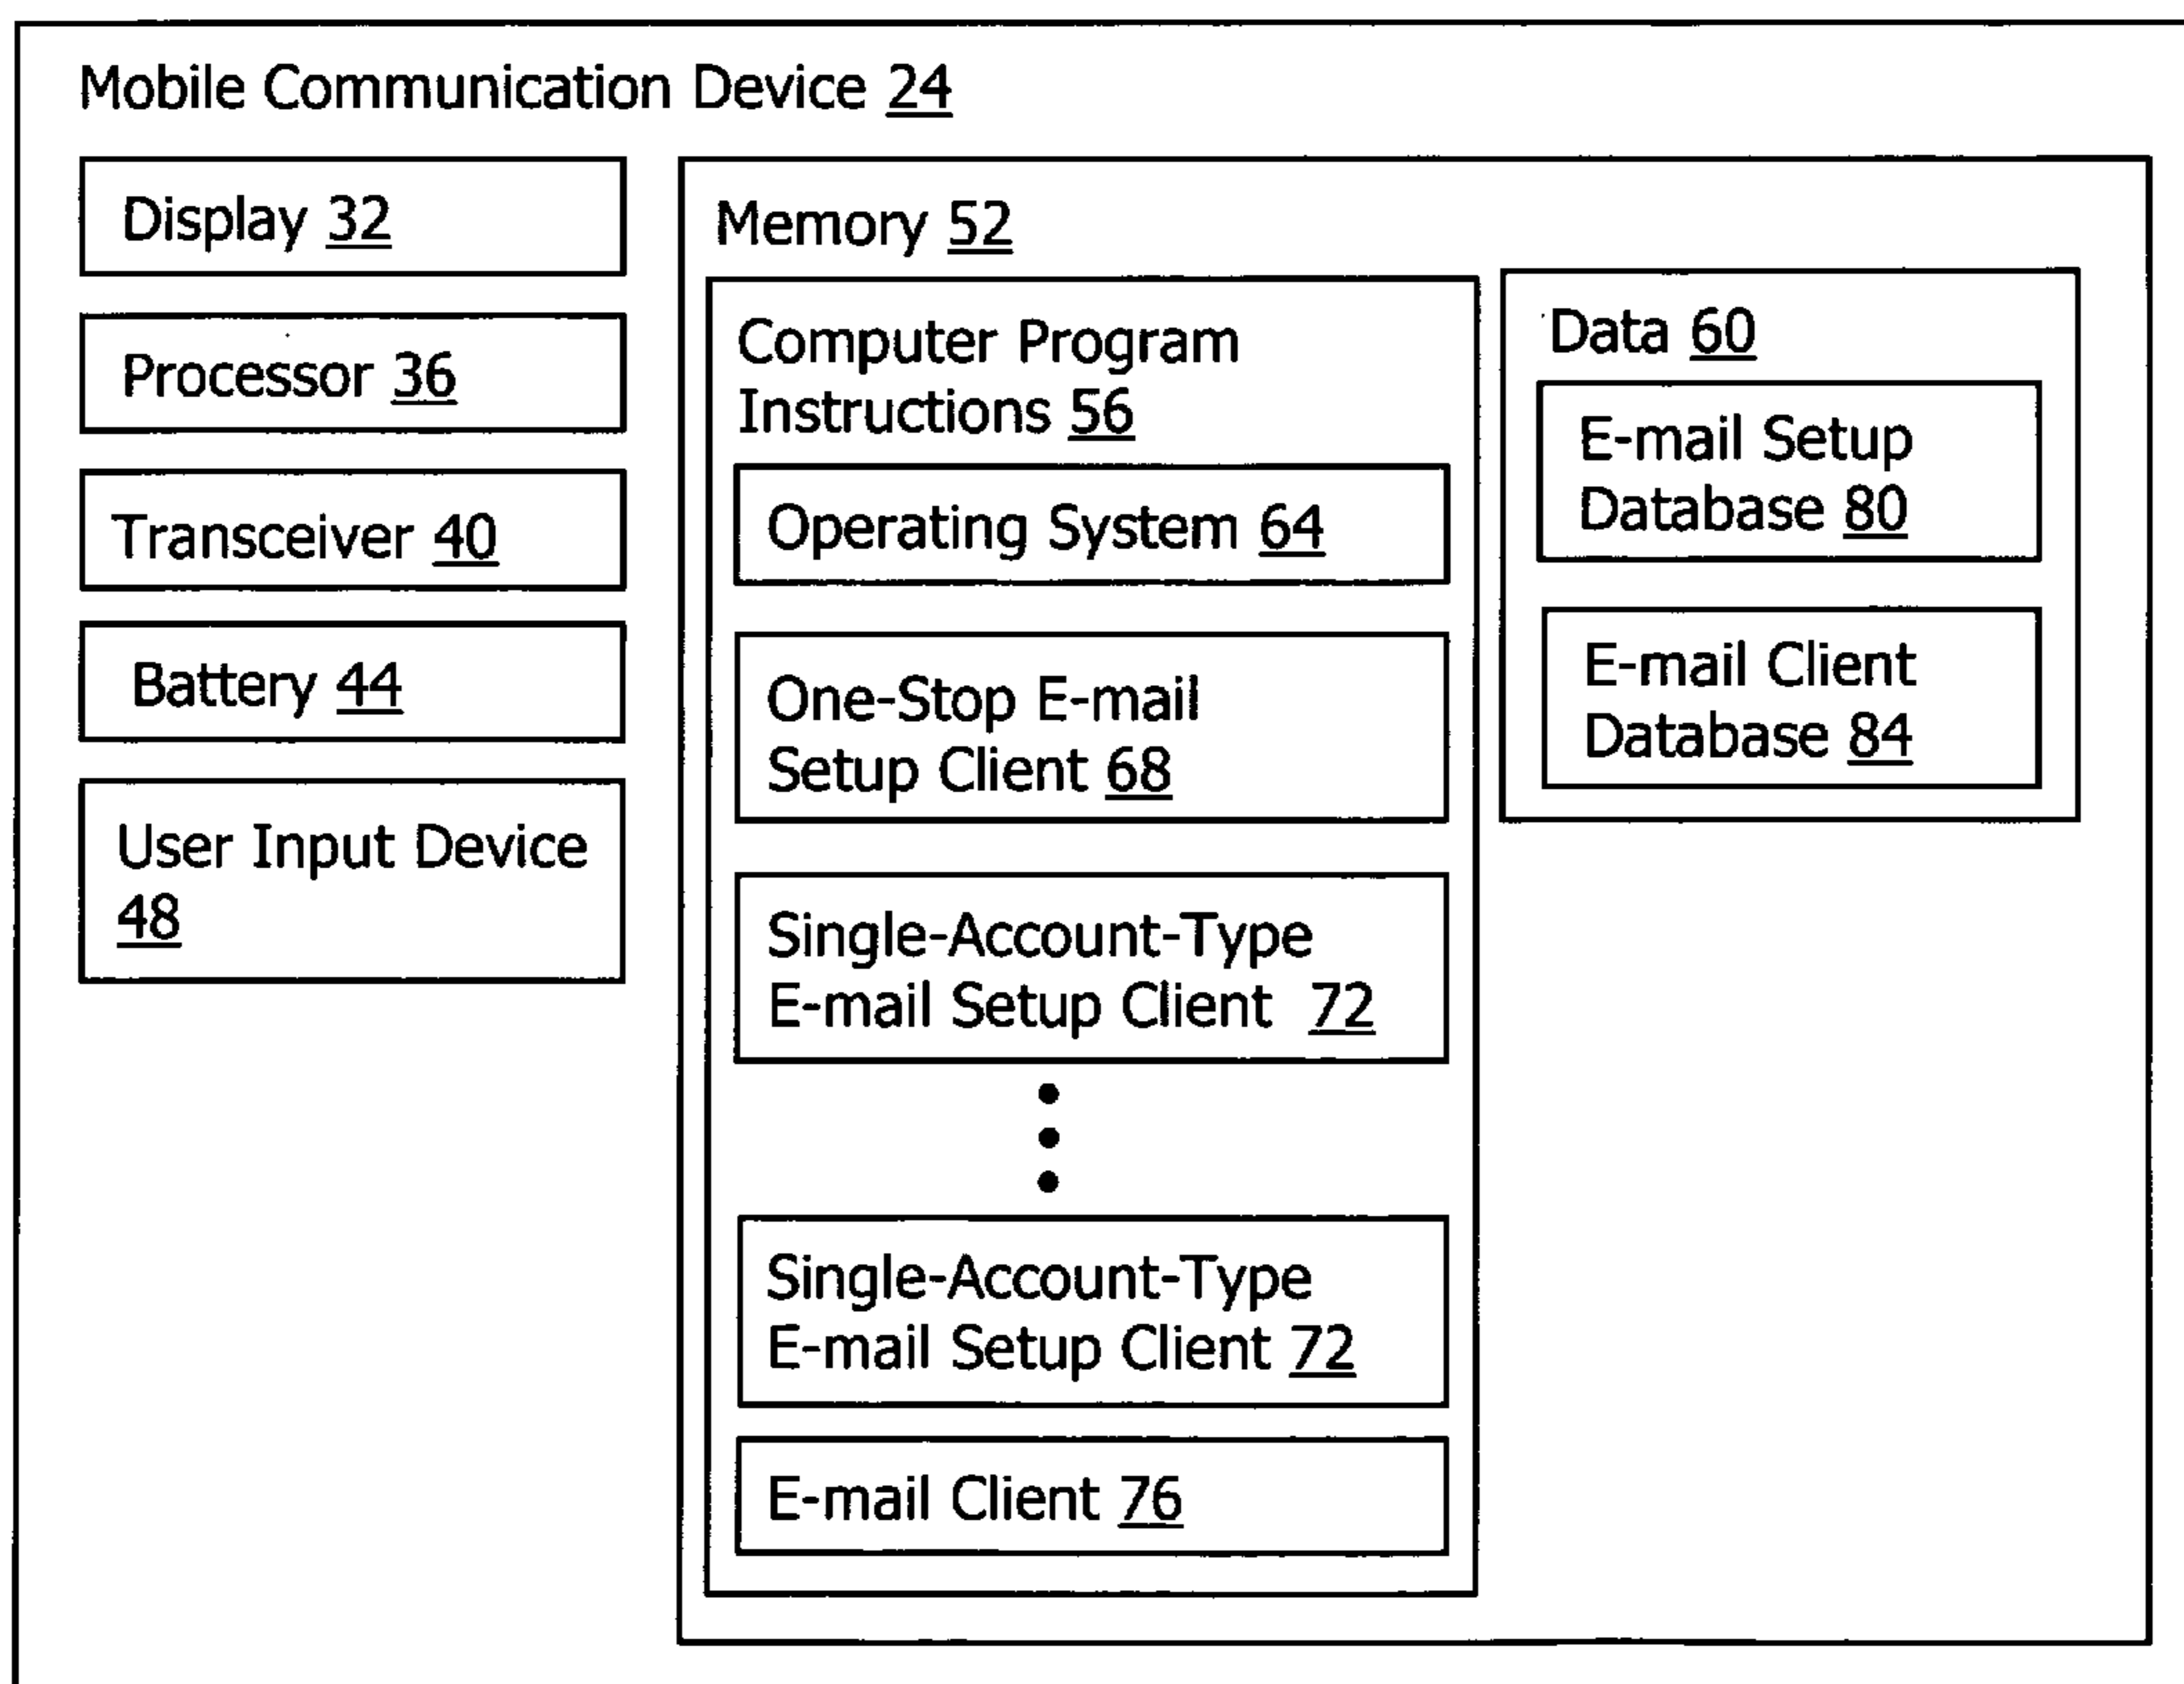 Mobile Communication Device 24
Display 32
Processor 36
Transceiver 40
Battery 44
User Input Device
48
Memory 52
Computer Program
Instructions 56
Operating System 64
One-Stop E-mail
Setup Client 68
Single-Account-Type
E-mail Setup Client 72
Single-Account-Type
E-mail Setup Client 72
E-mail Client 76
Data 60
E-mail Setup
Database 80
E-mail Client
Database 84